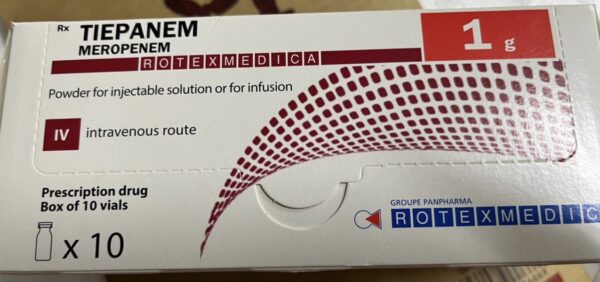 Rx TIEPANEM
MEROPENEM
ROTEXMEDICA
1 g
Powder for injectable solution or for infusion
IV intravenous route
Prescription drug
Box of 10 vials
x 10
GROUPE PANPHARMA
ROTEXMEDIC